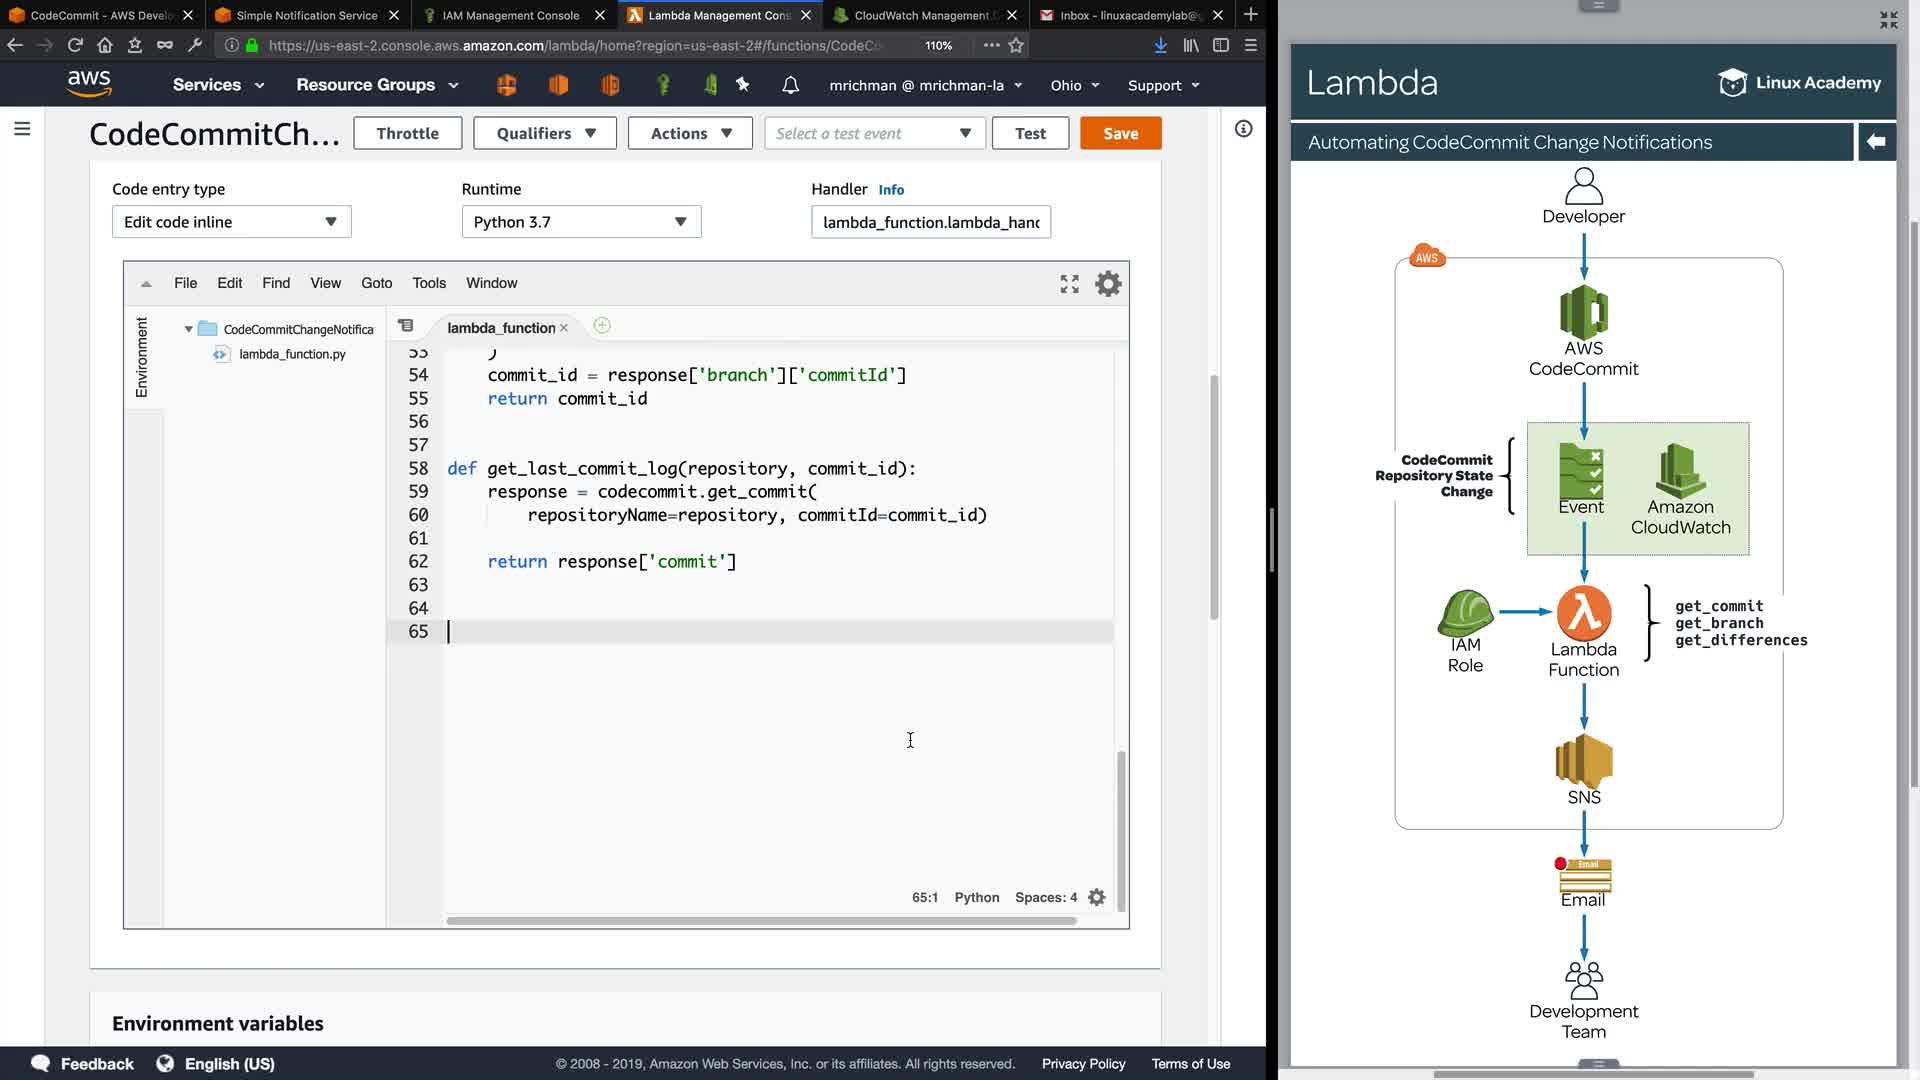 CodeCommit - AWS Develo
Simple Notification Service
IAM Management Console
Lambda Management Cons
CloudWatch Management C
Inbox - linuxacademylab@g
https://us-east-2.console.aws.amazon.com/lambda/home?region=us-east-2#/functions/CodeCo
110%
aws
Services
Resource Groups
mrichman @ mrichman-la
Ohio
Support
CodeCommitCh...
Throttle
Qualifiers
Actions
Select a test event
Test
Save
Code entry type
Runtime
Handler Info
Edit code inline
Python 3.7
lambda_function.lambda_hanc
File Edit Find View Goto Tools Window
Environment
CodeCommitChangeNotifica
lambda_function.py
lambda_function
53 )
54 commit_id = response['branch']['commitId']
55 return commit_id
56
57
58 def get_last_commit_log(repository, commit_id):
59 response = codecommit.get_commit(
60 repositoryName=repository, commitId=commit_id)
61
62 return response['commit']
63
64
65
65:1 Python Spaces: 4
Environment variables
Feedback
English (US)
© 2008 - 2019, Amazon Web Services, Inc. or its affiliates. All rights reserved.
Privacy Policy
Terms of Use
Lambda
Linux Academy
Automating CodeCommit Change Notifications
Developer
AWS
AWS
CodeCommit
CodeCommit
Repository State
Change
Event
Amazon
CloudWatch
IAM
Role
Lambda
Function
get_commit
get_branch
get_differences
SNS
Email
Email
Development
Team